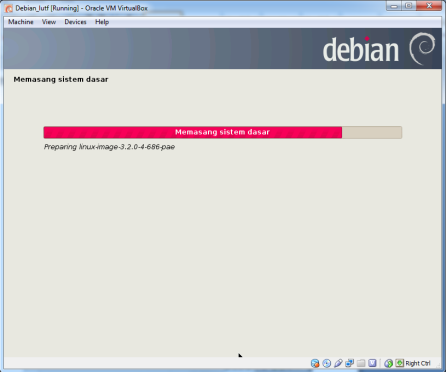 Debian_lutf [Running] - Oracle VM VirtualBox
Machine View Devices Help
debian
Memasang sistem dasar
Memasang sistem dasar
Preparing linux-image-3.2.0-4-686-pae
Right Ctrl